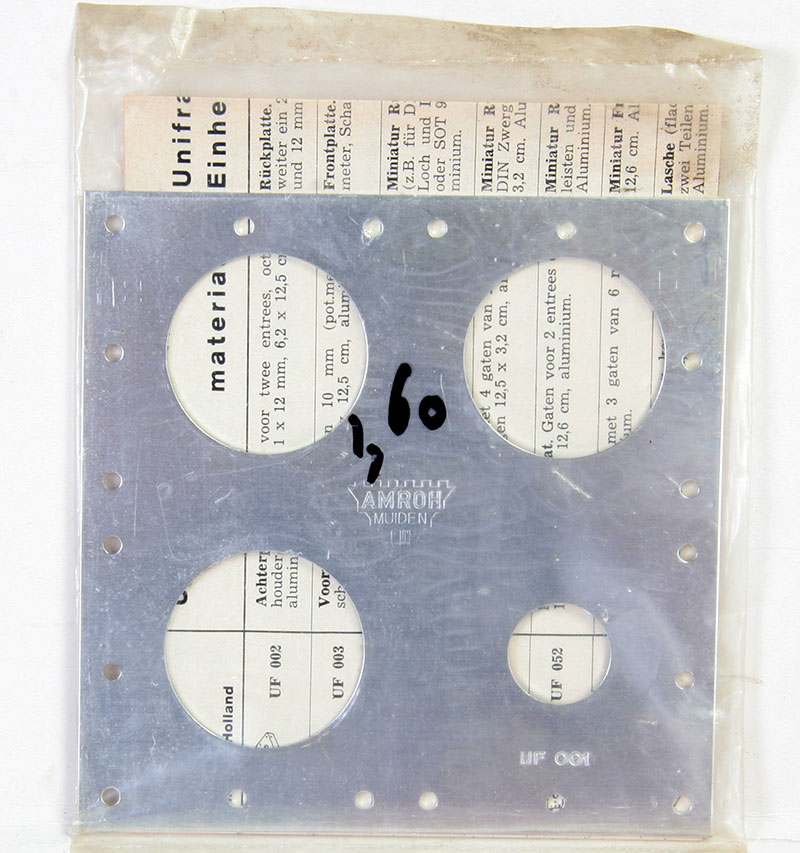 Unifra
Einhe
Rückplatte.
weiter ein 2
und 12 mm
Frontplatte.
meter, Scha
Miniatur R
(z.B. für D
Loch und
oder SOT 9
minium.
Miniatur R
DIN Zwerg
3,2 cm. Alu
Miniatur R
leisten und
Aluminium.
Miniatur Fr
12,6 cm. Al
Lasche (flac
zwei Teilen
Aluminium.
materia
voor twee entrees, oct
1 x 12 mm, 6,2 x 12,5 c
n 10 mm (pot.me
12,5 cm, alum
et 4 gaten van
en 12,5 x 3,2 cm, al
at. Gaten voor 2 entrees
12,6 cm, aluminium.
met 3 gaten van 6
um.
1,60
AMROH
MUIDEN
Holland
Achterp
houder
alumin
UF 002
Voor
sch
UF 003
UF 052
UF 001